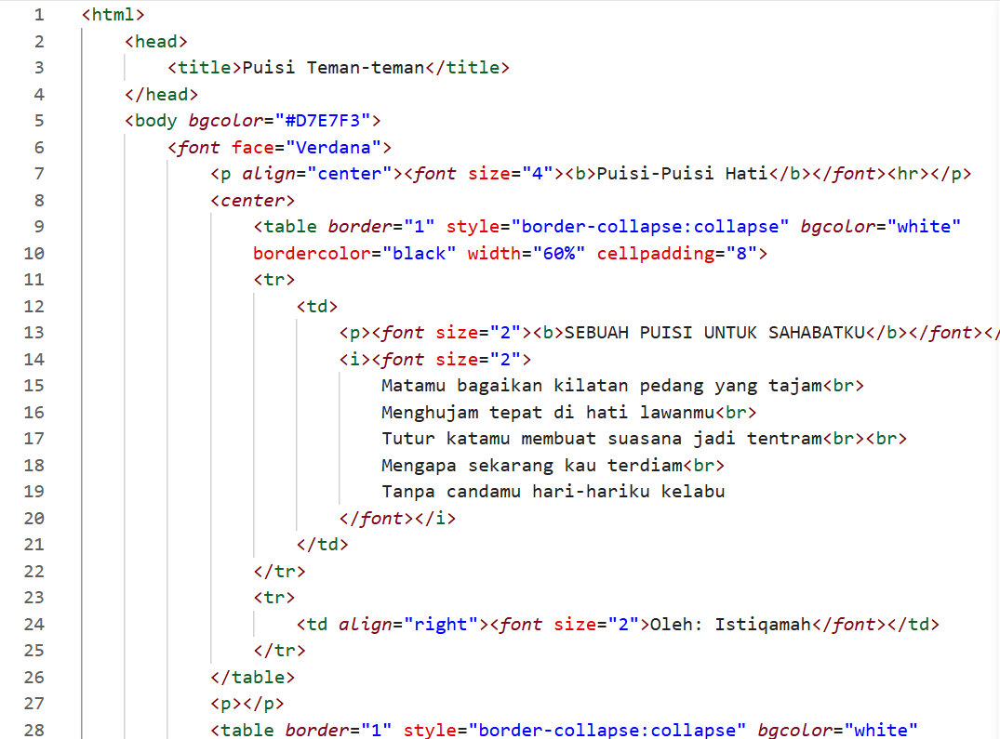 1 <html>
2 <head>
3 <title>Puisi Teman-teman</title>
4 </head>
5 <body bgcolor="#D7E7F3">
6 <font face="Verdana">
7 <p align="center"><font size="4"><b>Puisi-Puisi Hati</b></font><hr></p>
8 <center>
9 <table border="1" style="border-collapse:collapse" bgcolor="white"
10 bordercolor="black" width="60%" cellpadding="8">
11 <tr>
12 <td>
13 <p><font size="2"><b>SEBUAH PUISI UNTUK SAHABATKU</b></font></
14 <i><font size="2">
15 Matamu bagaikan kilatan pedang yang tajam<br>
16 Menghujam tepat di hati lawanmu<br>
17 Tutur katamu membuat suasana jadi tentram<br><br>
18 Mengapa sekarang kau terdiam<br>
19 Tanpa candamu hari-hariku kelabu
20 </font></i>
21 </td>
22 </tr>
23 <tr>
24 <td align="right"><font size="2">Oleh: Istiqamah</font></td>
25 </tr>
26 </table>
27 <p></p>
28 <table border="1" style="border-collapse:collapse" bgcolor="white"